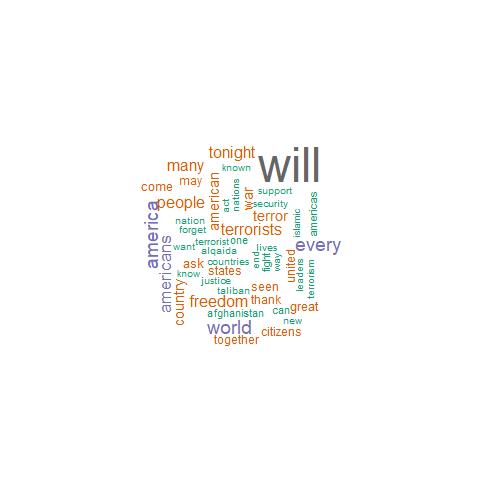 will
tonight
many
known
come
may
people
american
act
nations
war
support
security
americas
islamic
terror
terrorists
america
nation
forget
americans
want
terrorist
one
alqaida
lives
every
ask
countries
end
fight
way
united
leaders
terrorism
know
states
justice
country
taliban
seen
freedom
thank
afghanistan
can
great
new
world
citizens
together